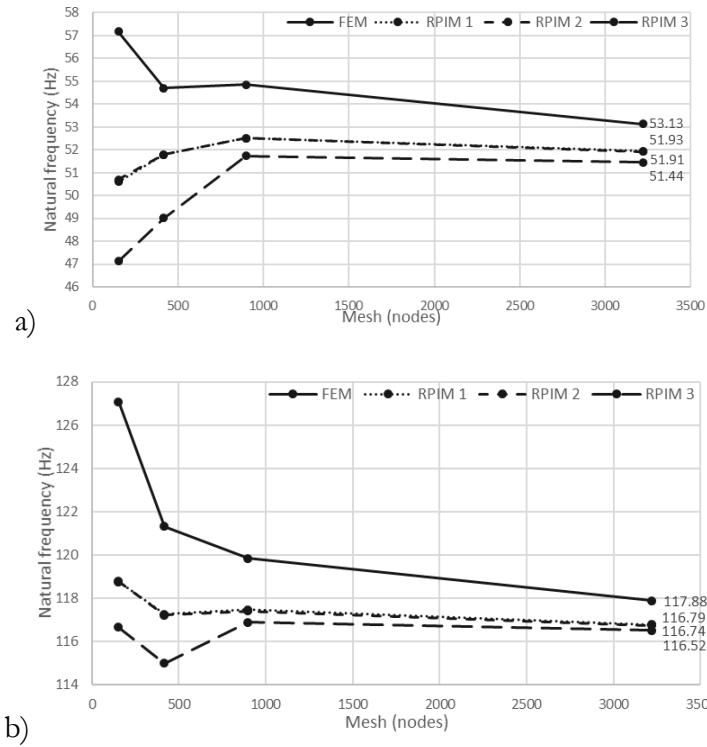 FEM RPIM 1 RPIM 2 RPIM 3
58
57
56
55
54
53
52
51
50
49
48
47
46
Natural frequency (Hz)
53.13
51.93
51.91
51.44
0 500 1000 1500 2000 2500 3000 3500
Mesh (nodes)
a)
FEM RPIM 1 RPIM 2 RPIM 3
128
126
124
122
120
118
116
114
Natural frequency (Hz)
117.88
116.79
116.74
116.52
0 500 1000 1500 2000 2500 3000 3500
Mesh (nodes)
b)